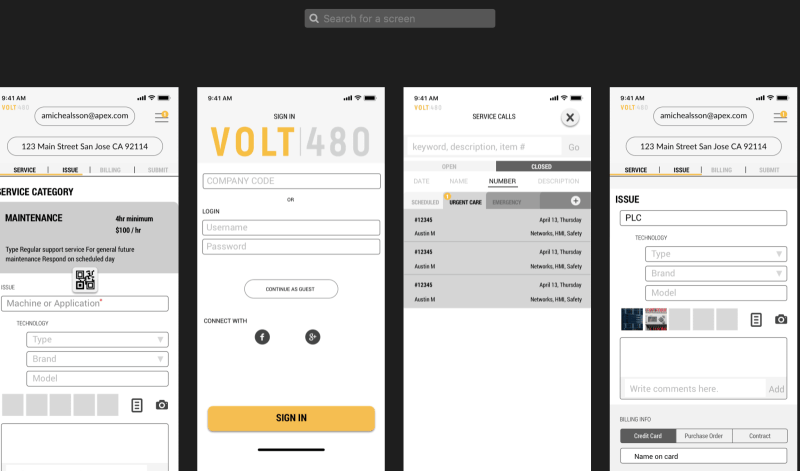 Search for a screen
9:41 AM
VOLT 480
amichealsson@apex.com
123 Main Street San Jose CA 92114
SERVICE ISSUE BILLING SUBMIT
SERVICE CATEGORY
MAINTENANCE
4hr minimum
$100 / hr
Type Regular support service For general future
maintenance Respond on scheduled day
ISSUE
Machine or Application*
TECHNOLOGY
Type
Brand
Model
9:41 AM
SIGN IN
VOLT 480
COMPANY CODE
OR
LOGIN
Username
Password
CONTINUE AS GUEST
CONNECT WITH
f g+
SIGN IN
9:41 AM
VOLT 480
SERVICE CALLS
keyword, description, item # Go
OPEN CLOSED
DATE NAME NUMBER DESCRIPTION
SCHEDULED URGENT CARE EMERGENCY
#12345 April 13, Thursday
Austin M Networks, HMI, Safety
#12345 April 13, Thursday
Austin M Networks, HMI, Safety
#12345 April 13, Thursday
Austin M Networks, HMI, Safety
9:41 AM
VOLT 480
amichealsson@apex.com
123 Main Street San Jose CA 92114
SERVICE ISSUE BILLING SUBMIT
ISSUE
PLC
TECHNOLOGY
Type
Brand
Model
Write comments here. Add
BILLING INFO
Credit Card Purchase Order Contract
Name on card